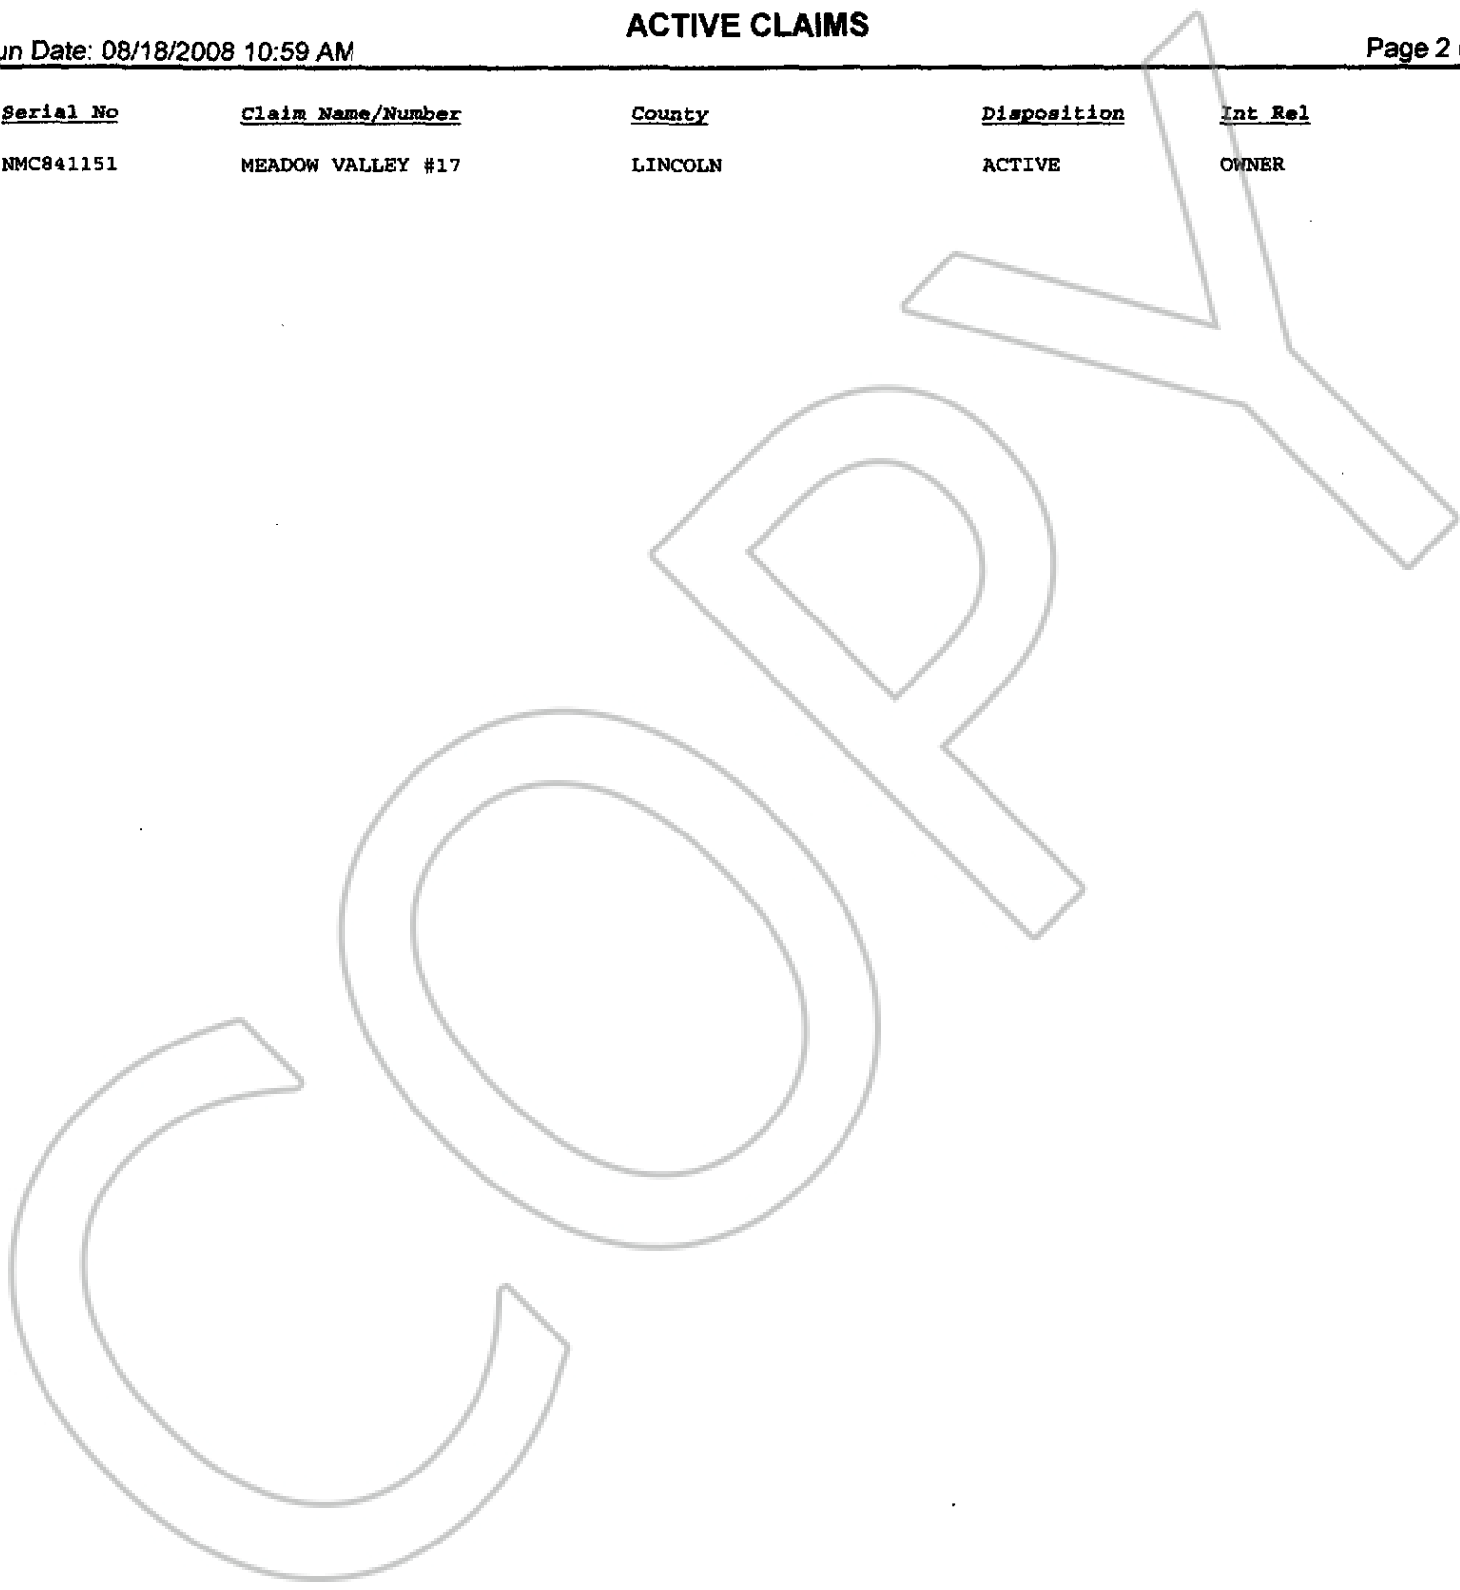 ACTIVE CLAIMS
un Date: 08/18/2008 10:59 AM Page 2
Serial No Claim Name/Number County Disposition Int Rel
NMC841151 MEADOW VALLEY #17 LINCOLN ACTIVE OWNER
COPY